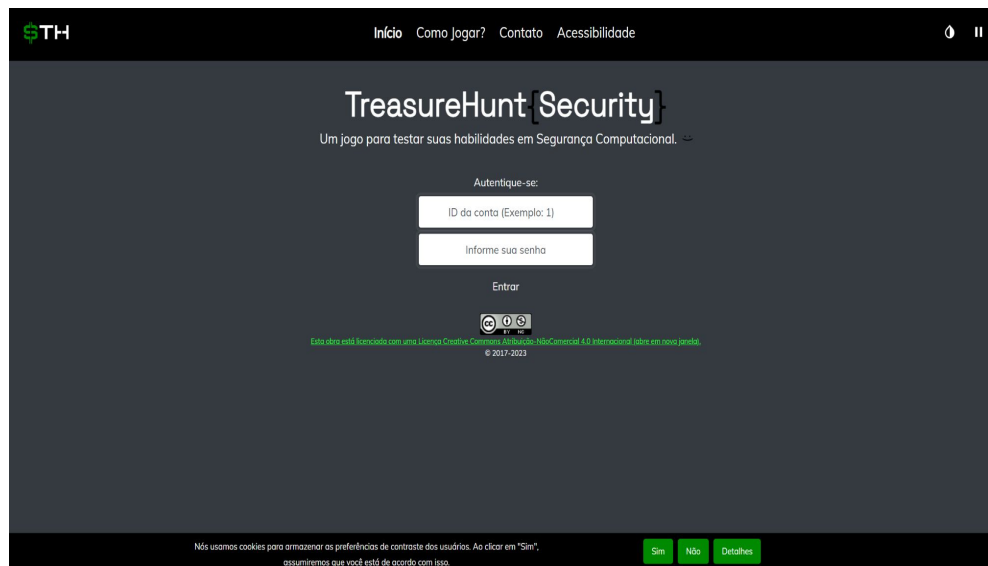 $TH
Início Como Jogar? Contato Acessibilidade
TreasureHunt{Security}
Um jogo para testar suas habilidades em Segurança Computacional.
Autentique-se:
ID da conta (Exemplo: 1)
Informe sua senha
Entrar
cc BY NC
Esta obra está licenciada com uma Licença Creative Commons Atribuição-NãoComercial 4.0 Internacional (abre em nova janela).
© 2017-2023
Nós usamos cookies para armazenar as preferências de contraste dos usuários. Ao clicar em "Sim",
assumiremos que você está de acordo com isso.
Sim Não Detalhes